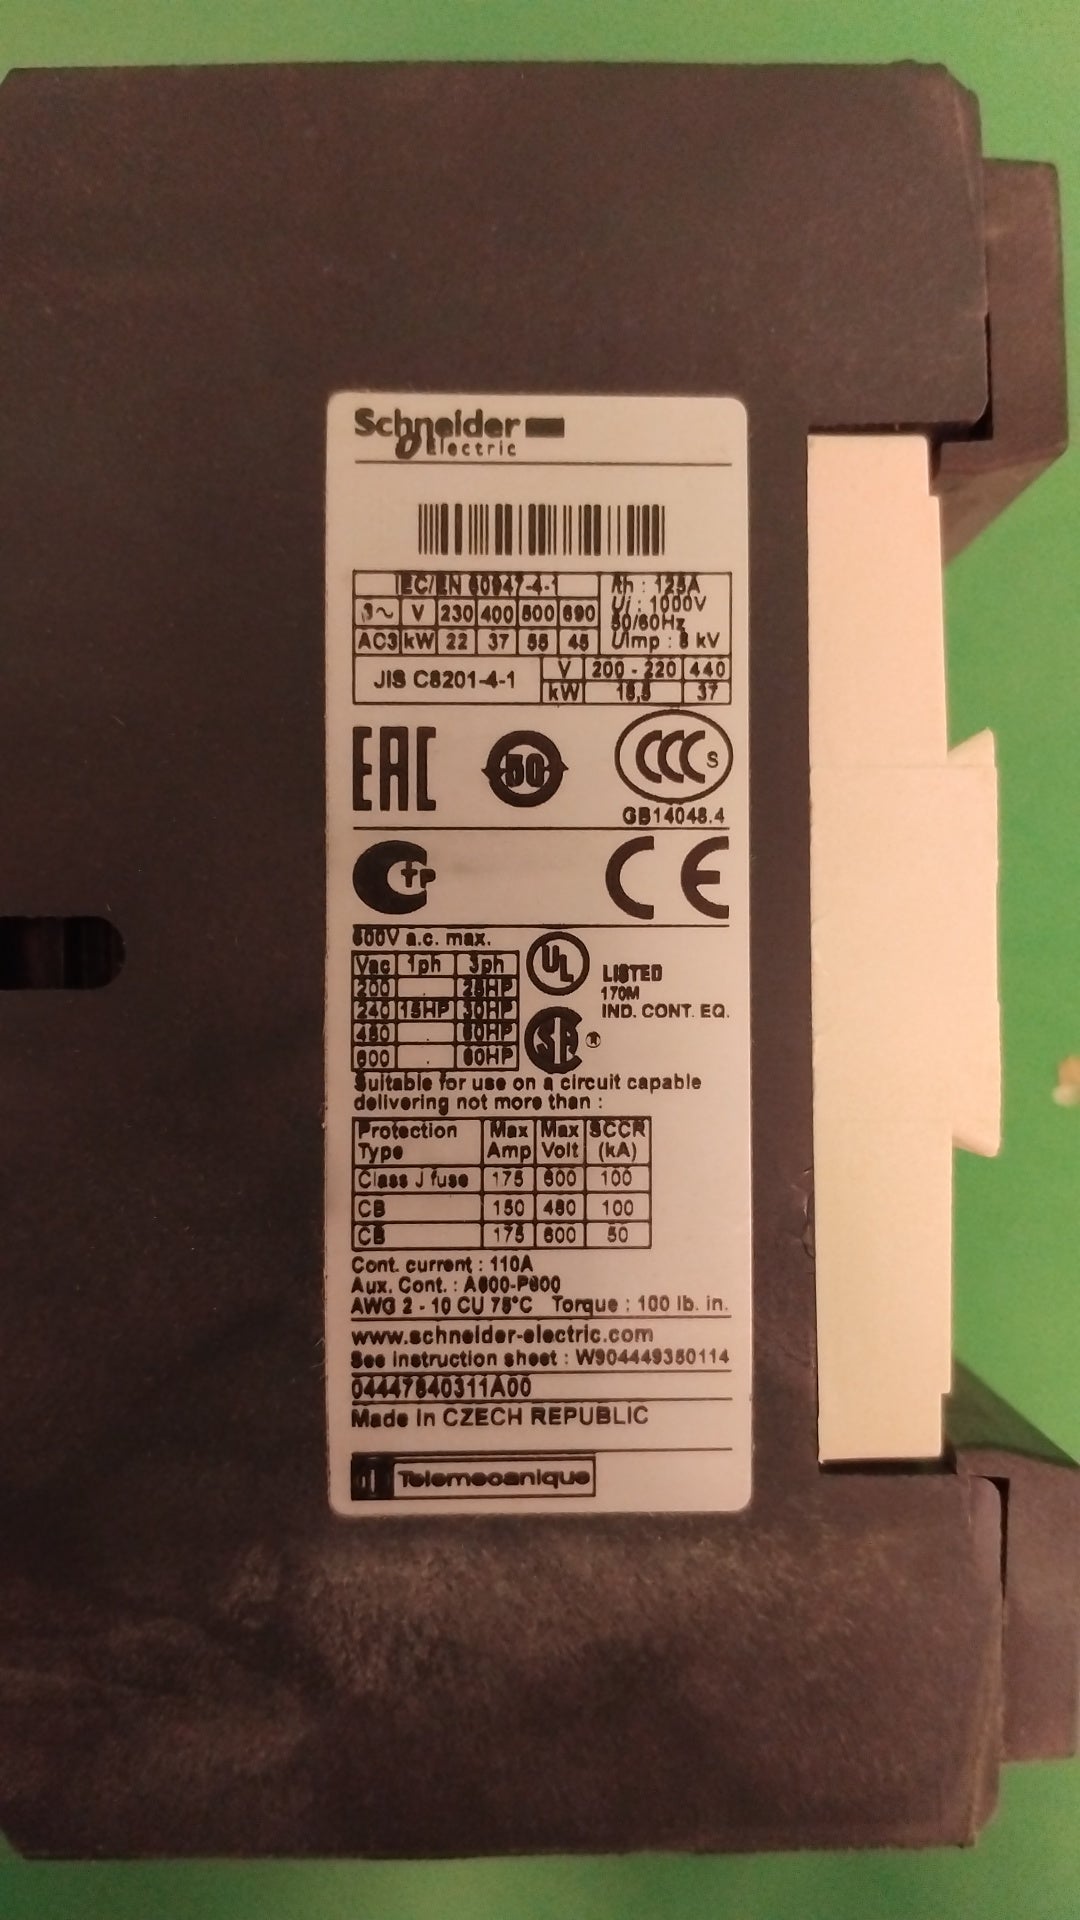 Schneider
Electric
IEC/EN 60947-4-1
Ith : 125A
Ui : 1000V
50/60Hz
Uimp : 8 kV
3~ V 230 400 500 690
AC3 kW 22 37 55 45
JIS C8201-4-1 V 200 - 220 440
kW 18,5 37
EAC
50
CCC S
GB14048.4
CE
600V a.c. max.
Vac 1ph 3ph
200 . 25HP
240 15HP 30HP
480 . 60HP
600 . 60HP
UL LISTED
170M
IND. CONT. EQ.
SA ®
Suitable for use on a circuit capable
delivering not more than :
Protection Type Max Amp Max Volt SCCR (kA)
Class J fuse 175 600 100
CB 150 480 100
CB 175 600 50
Cont. current : 110A
Aux. Cont. : A600-P600
AWG 2 - 10 CU 75°C Torque : 100 lb. in.
www.schneider-electric.com
See instruction sheet : W904449350114
04447840311A00
Made in CZECH REPUBLIC
Telemecanique